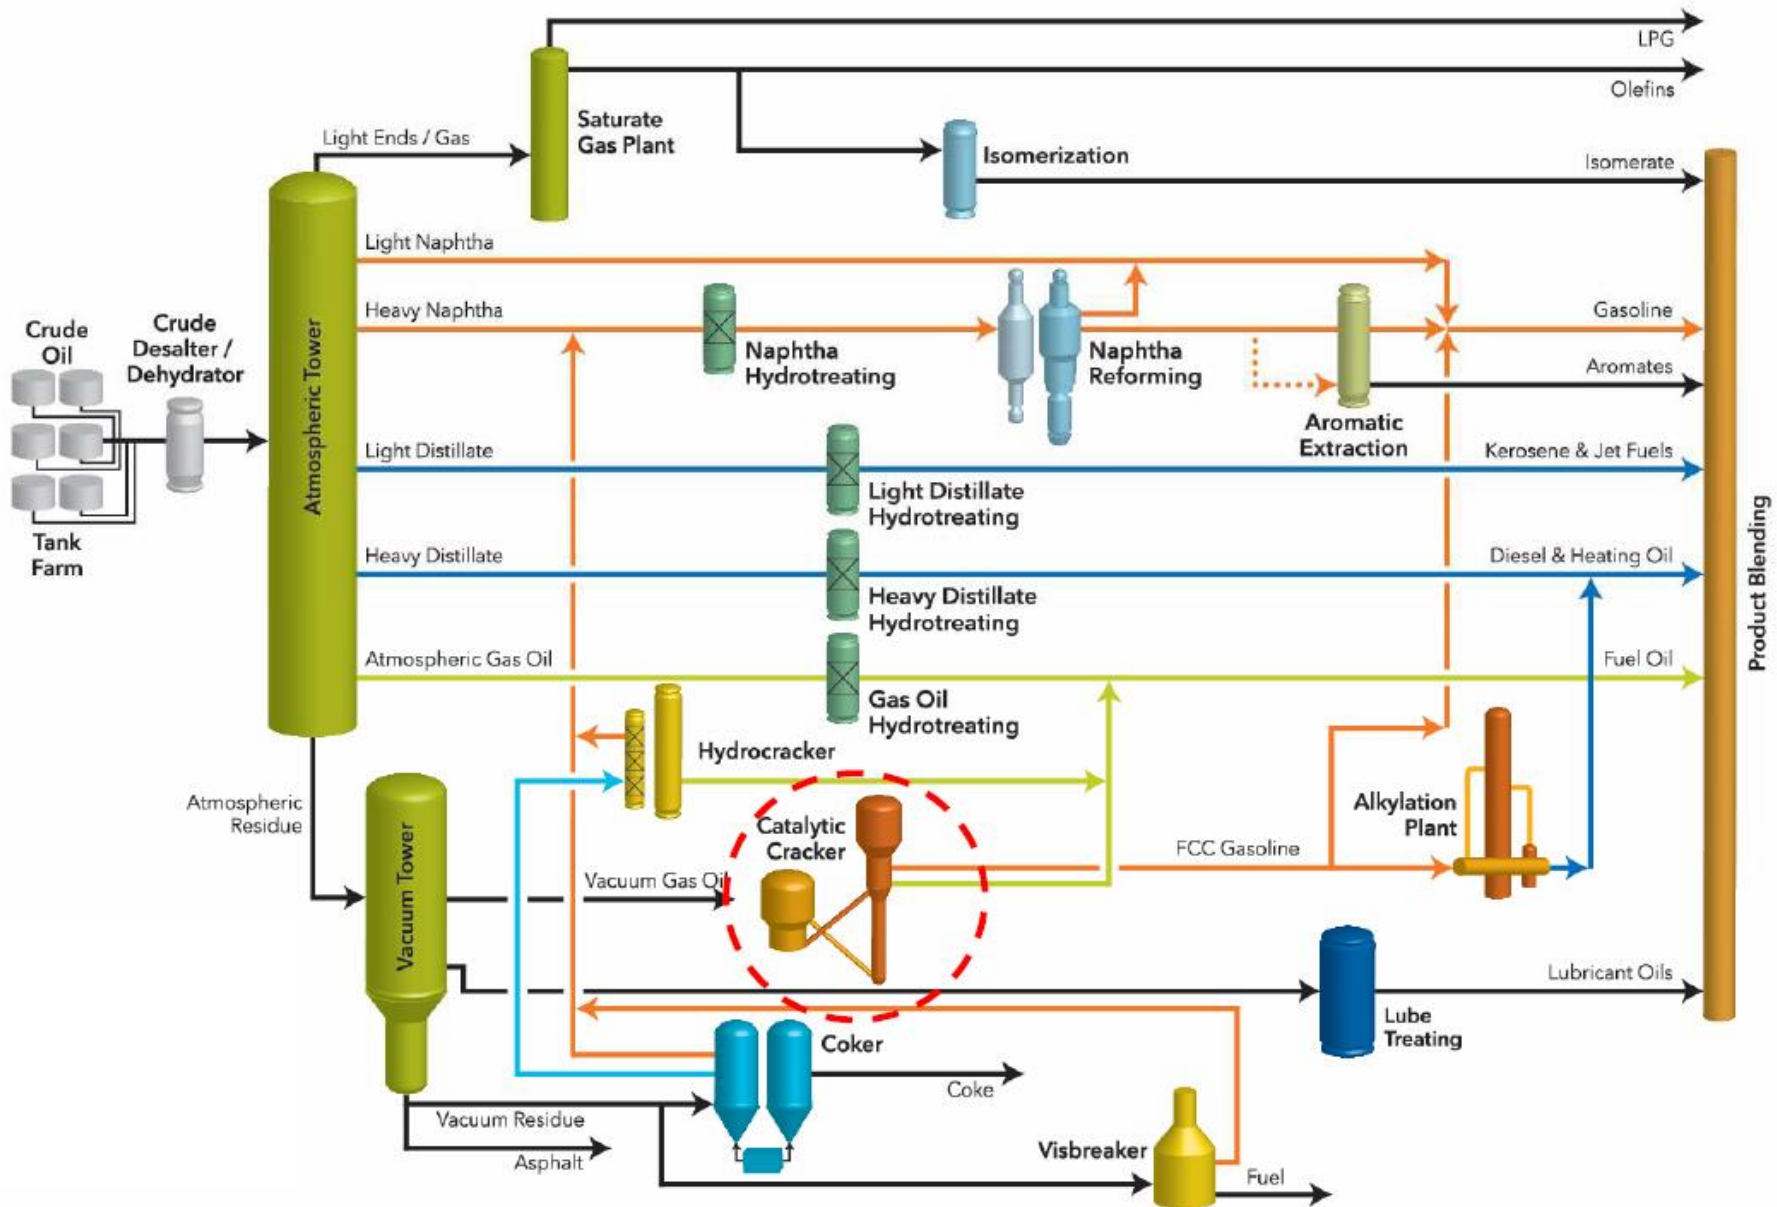 LPG
Olefins
Saturate
Gas Plant
Light Ends / Gas
Isomerization
Isomerate
Light Naphtha
Heavy Naphtha
Gasoline
Crude
Oil
Crude
Desalter /
Dehydrator
Atmospheric Tower
Naphtha
Hydrotreating
Naphtha
Reforming
Aromates
Aromatic
Extraction
Light Distillate
Kerosene & Jet Fuels
Light Distillate
Hydrotreating
Tank
Farm
Heavy Distillate
Diesel & Heating Oil
Heavy Distillate
Hydrotreating
Product Blending
Atmospheric Gas Oil
Fuel Oil
Gas Oil
Hydrotreating
Hydrocracker
Atmospheric
Residue
Vacuum Tower
Catalytic
Cracker
Alkylation
Plant
FCC Gasoline
Vacuum Gas Oil
Lubricant Oils
Lube
Treating
Coker
Coke
Vacuum Residue
Asphalt
Visbreaker
Fuel